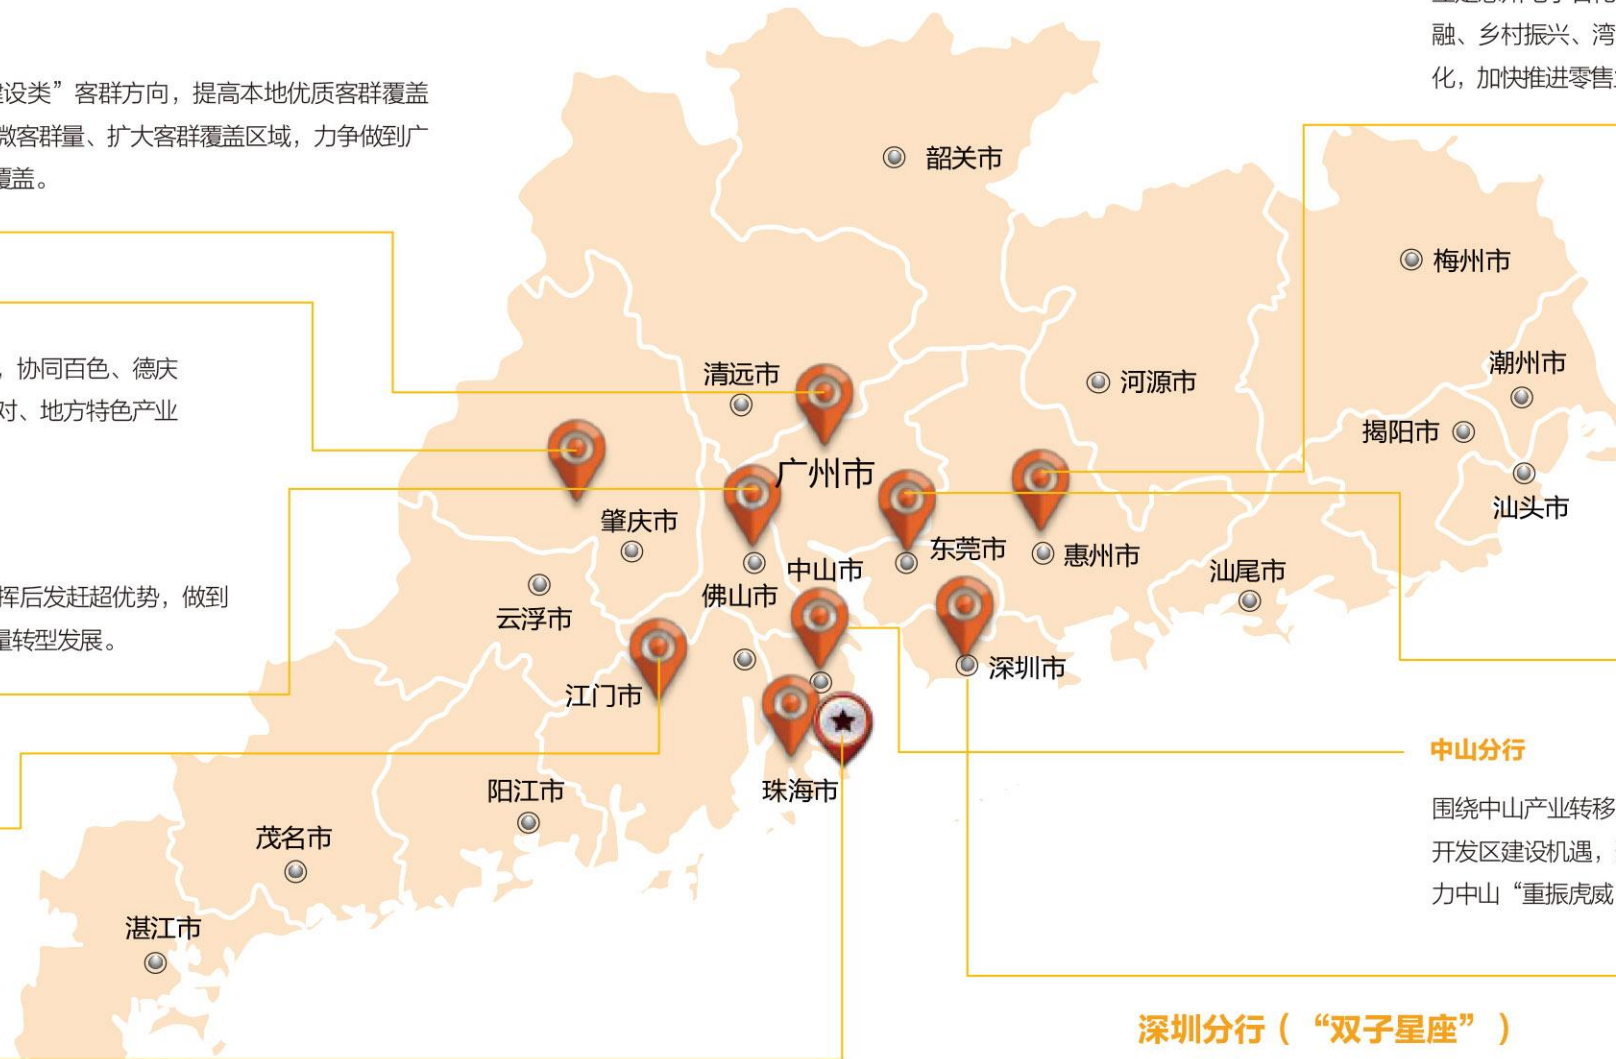 融、乡村振兴、湾
化，加快推进零售
建设类”客群方向，提高本地优质客群覆盖
微客群量、扩大客群覆盖区域，力争做到广
覆盖。
，协同百色、德庆
对、地方特色产业
挥后发赶超优势，做到
量转型发展。
韶关市
梅州市
清远市
河源市
潮州市
揭阳市
汕头市
广州市
肇庆市
东莞市
惠州市
汕尾市
中山市
佛山市
云浮市
深圳市
江门市
珠海市
阳江市
茂名市
湛江市
中山分行
围绕中山产业转移
开发区建设机遇，
力中山“重振虎威
深圳分行（“双子星座”）